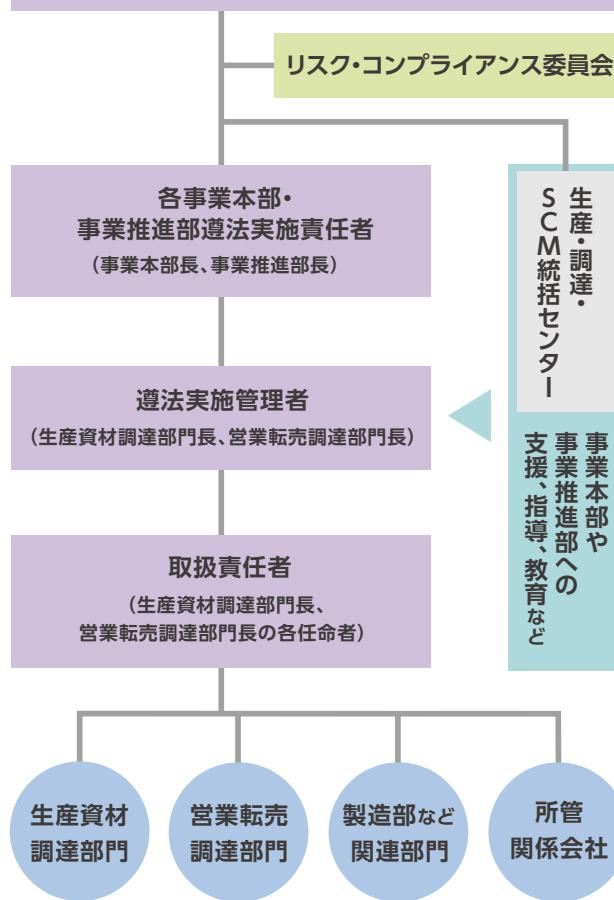 リスク・コンプライアンス委員会
各事業本部・
事業推進部遵法実施責任者
（事業本部長、事業推進部長）
生産・調達・
SCM統括センター
遵法実施管理者
（生産資材調達部門長、営業転売調達部門長）
事業本部や
事業推進部への
支援、指導、教育など
取扱責任者
（生産資材調達部門長、
営業転売調達部門長の各任命者）
生産資材
調達部門
営業転売
調達部門
製造部など
関連部門
所管
関係会社